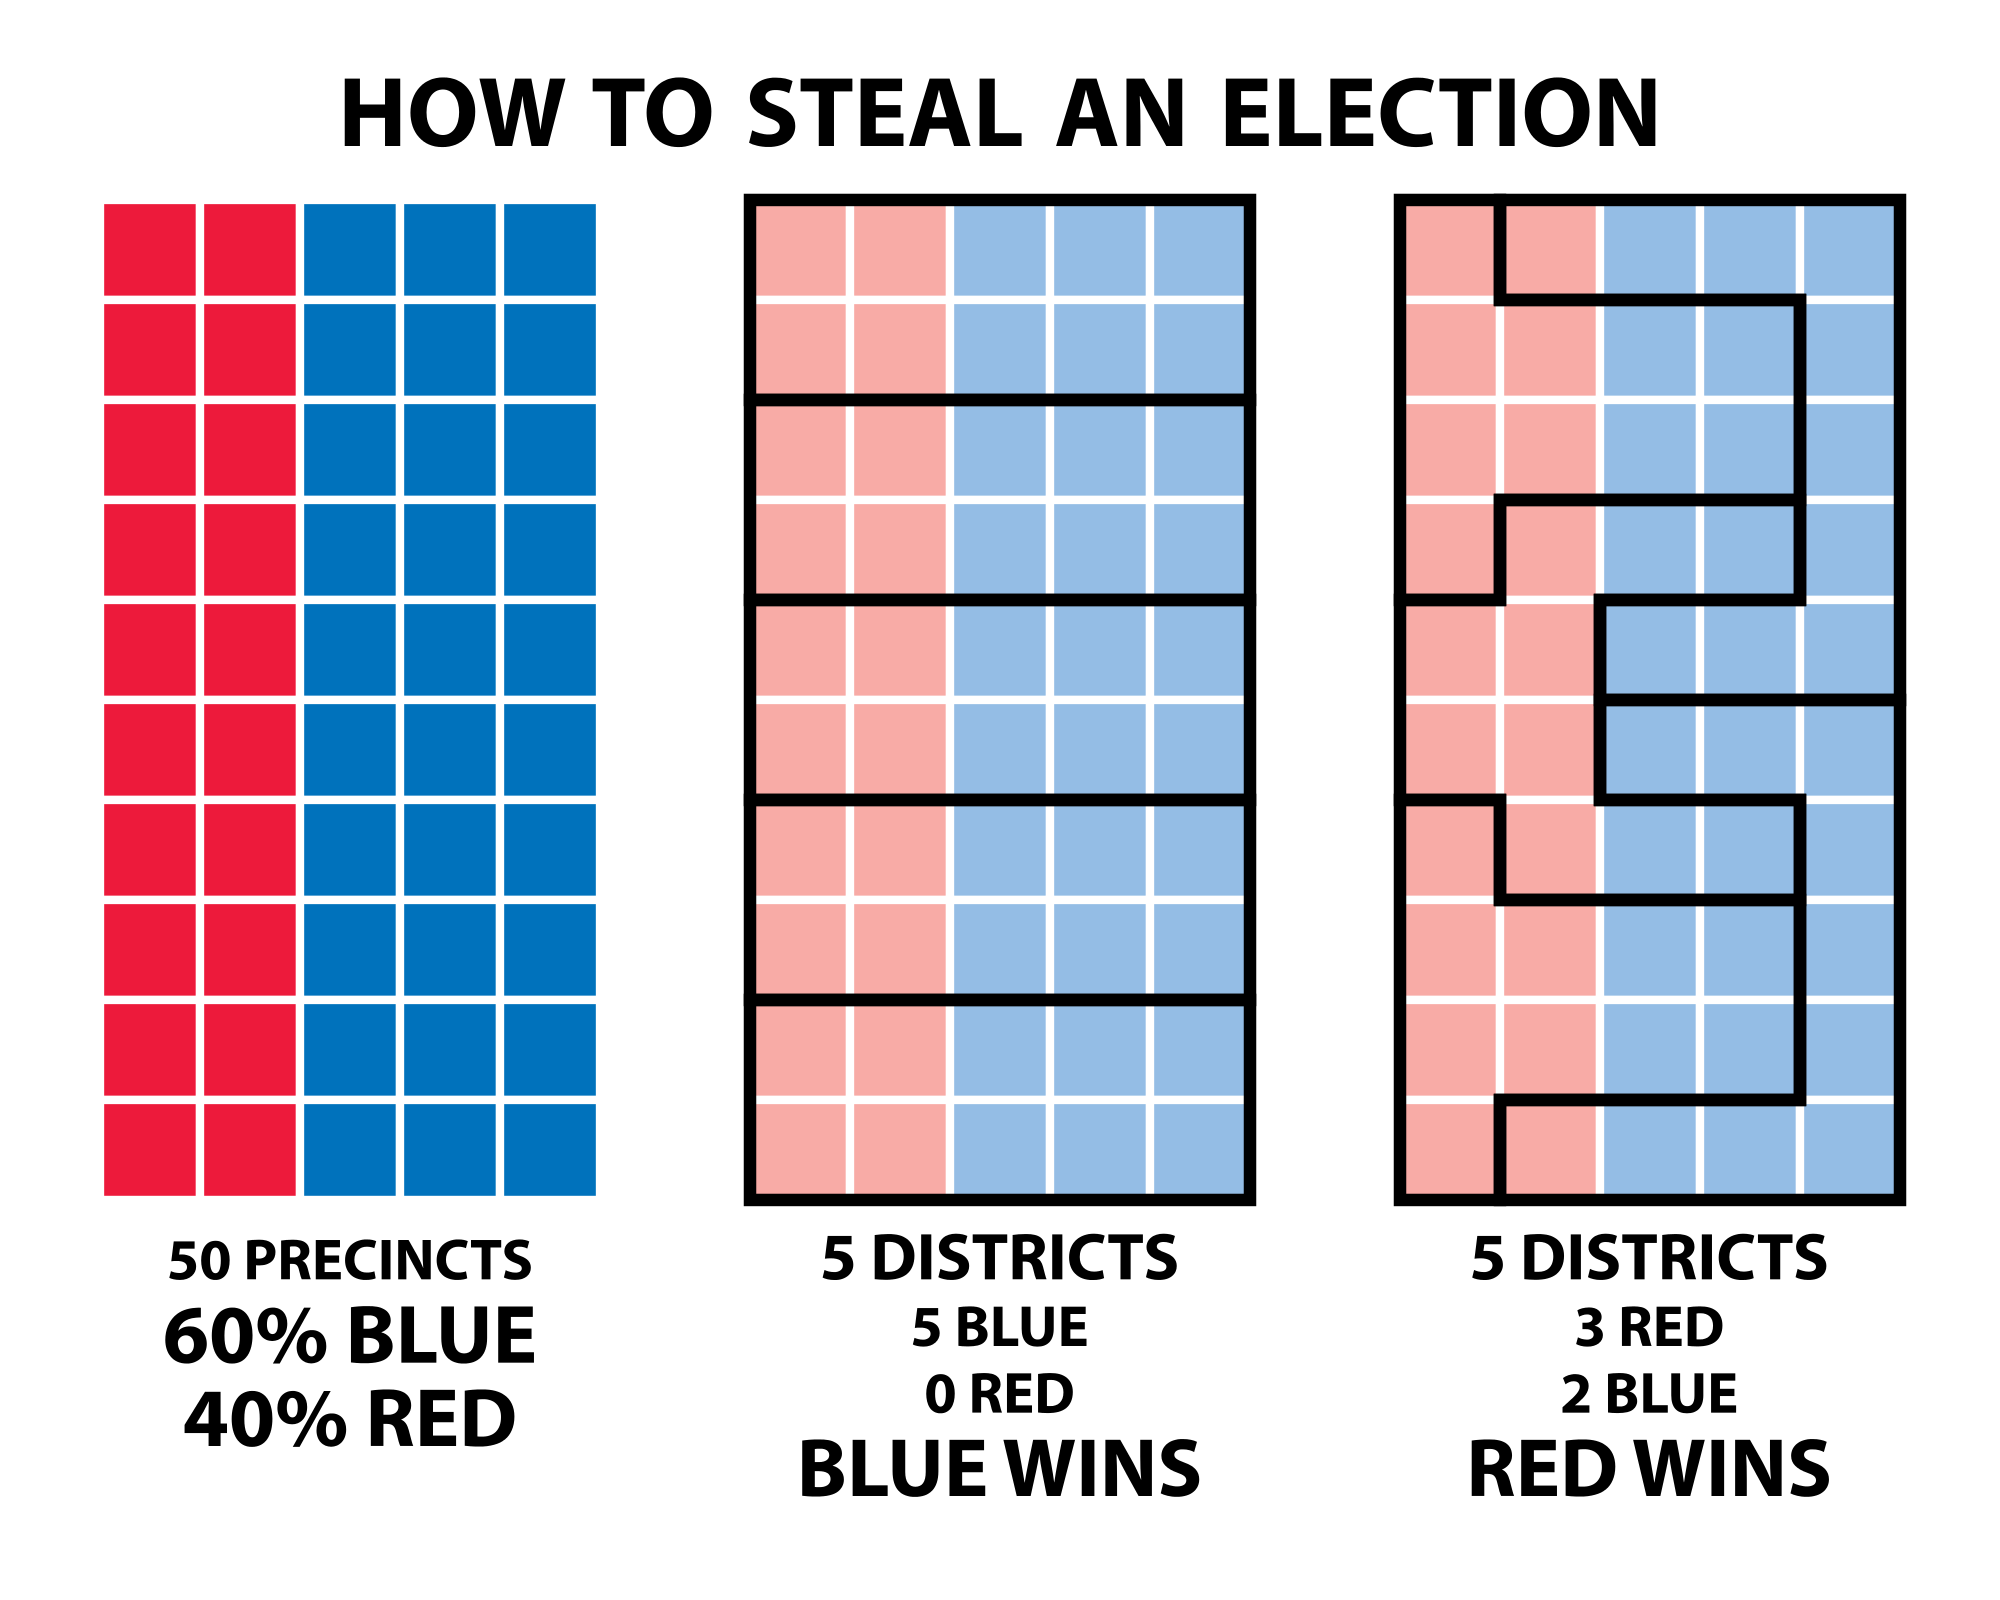 HOW TO STEAL AN ELECTION
50 PRECINCTS
60% BLUE
40% RED
5 DISTRICTS
5 BLUE
0 RED
BLUE WINS
5 DISTRICTS
3 RED
2 BLUE
RED WINS